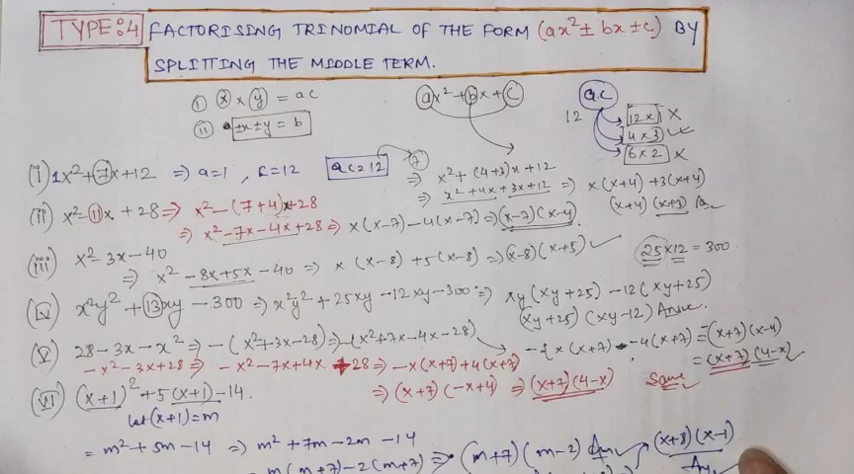 TYPE:4 FACTORISING TRINOMIAL OF THE FORM (ax² ± bx ± c) BY
SPLITTING THE MIDDLE TERM.
(i) x × y = ac
(ii) ±x ± y = b
ax² + bx + c
ac
12
12 × 1 ×
4 × 3 ✓
6 × 2 ×
(i) 1x² + 7x + 12 ⇒ a=1, c=12 ac=12 7
⇒ x² + (4+3)x + 12
⇒ x² + 4x + 3x + 12 ⇒ x(x+4) + 3(x+4)
(x+4)(x+3)
(ii) x² - 11x + 28 ⇒ x² - (7+4)x + 28
⇒ x² - 7x - 4x + 28 ⇒ x(x-7) - 4(x-7) ⇒ (x-7)(x-4)
(iii) x² - 3x - 40
⇒ x² - 8x + 5x - 40 ⇒ x(x-8) + 5(x-8) ⇒ (x-8)(x+5) ✓
25 × 12 = 300
(iv) x²y² + 13xy - 300 ⇒ x²y² + 25xy - 12xy - 300 ⇒ xy(xy+25) - 12(xy+25)
(xy+25)(xy-12)
(v) 28 - 3x - x² ⇒ -(x²+3x-28) ⇒ -(x²+7x-4x-28)
(x+7) - 4(x+7) = (x+7)(x-4)
= (x+7)(4-x)
-x² - 3x + 28 ⇒ -x² - 7x + 4x + 28 ⇒ -x(x+7) + 4(x+7)
⇒ (x+7)(-x+4) ⇒ (x+7)(4-x) Same
(vi) (x+1)² + 5(x+1) - 14.
let (x+1) = m
= m² + 5m - 14 ⇒ m² + 7m - 2m - 14
m(m+7) - 2(m+7) ⇒ (m+7)(m-2) (x+8)(x-1)